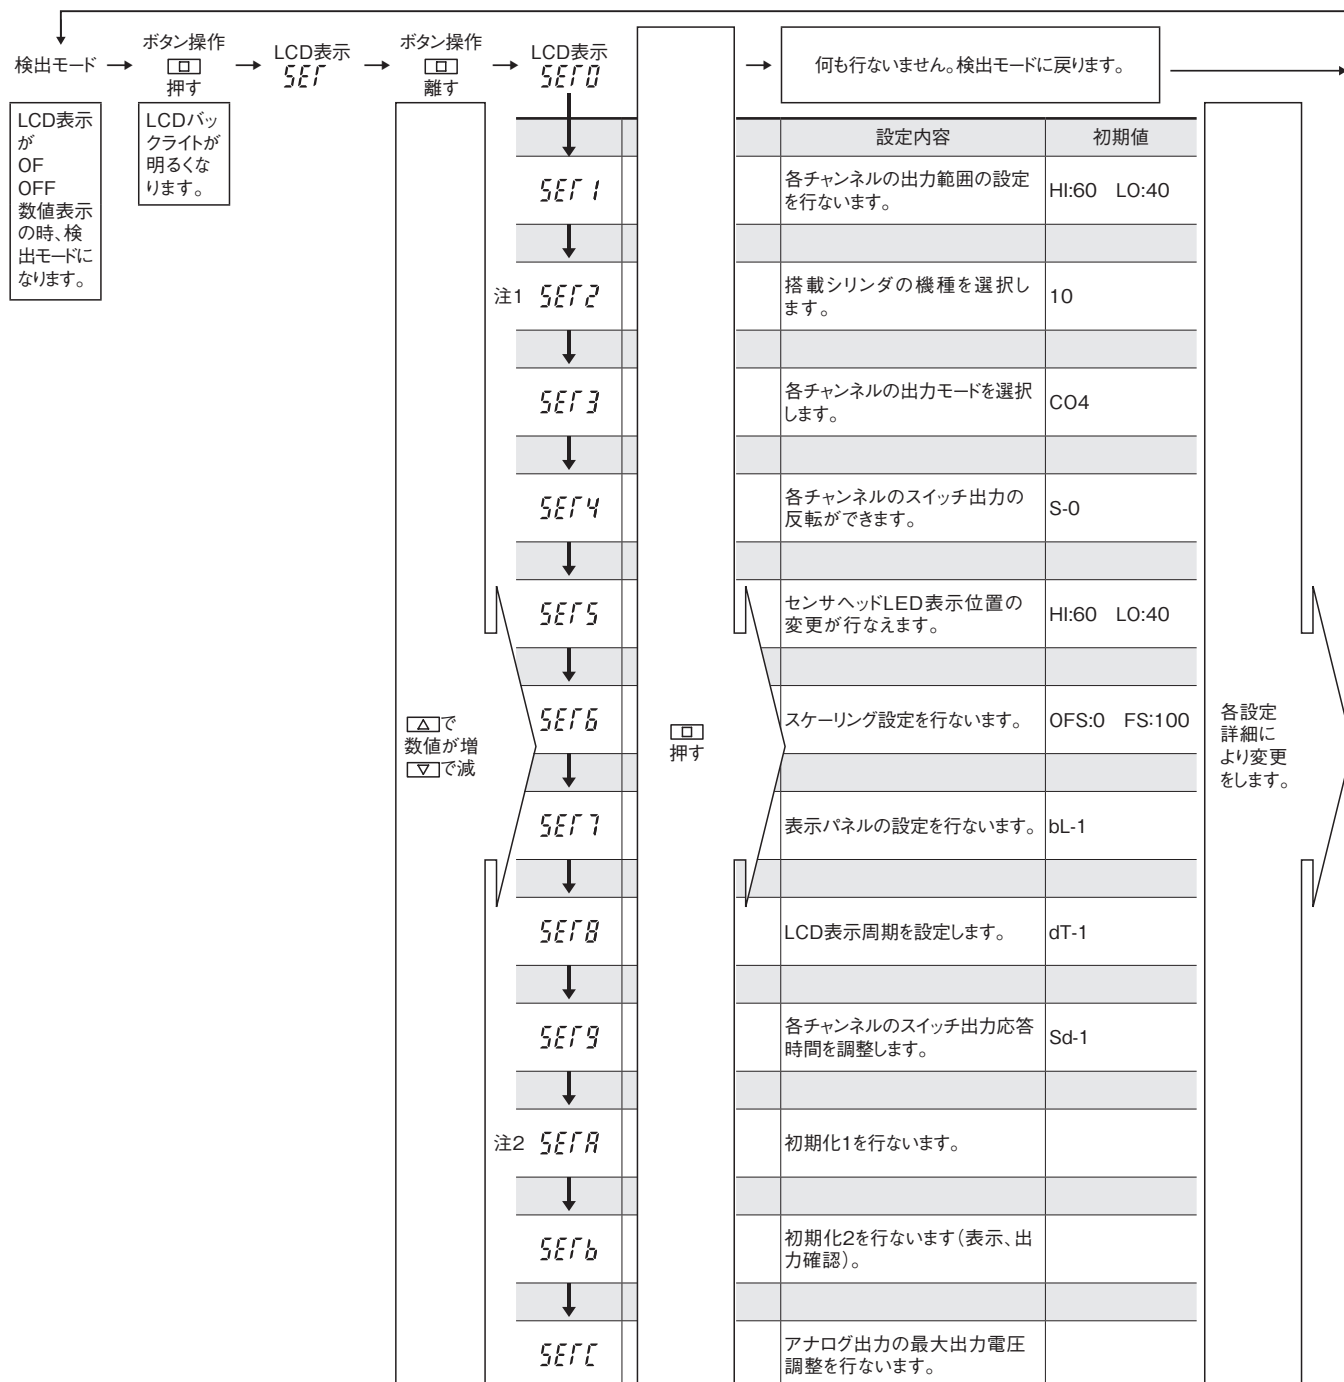 検出モード
ボタン操作
押す
LCD表示
SET
ボタン操作
離す
LCD表示
SET0
何も行ないません。検出モードに戻ります。
LCD表示
が
OF
OFF
数値表示
の時、検
出モードに
なります。
LCDバッ
クライトが
明るくな
ります。
設定内容
初期値
SET1
各チャンネルの出力範囲の設定
を行ないます。
HI:60 LO:40
注1 SET2
搭載シリンダの機種を選択し
ます。
10
SET3
各チャンネルの出力モードを選択
します。
CO4
SET4
各チャンネルのスイッチ出力の
反転ができます。
S-0
SET5
センサヘッドLED表示位置の
変更が行なえます。
HI:60 LO:40
△で
数値が増
▽で減
SET6
押す
スケーリング設定を行ないます。
OFS:0 FS:100
各設定
詳細に
より変更
をします。
SET7
表示パネルの設定を行ないます。
bL-1
SET8
LCD表示周期を設定します。
dT-1
SET9
各チャンネルのスイッチ出力応答
時間を調整します。
Sd-1
注2 SETA
初期化1を行ないます。
SETb
初期化2を行ないます(表示、出
力確認)。
SETC
アナログ出力の最大出力電圧
調整を行ないます。